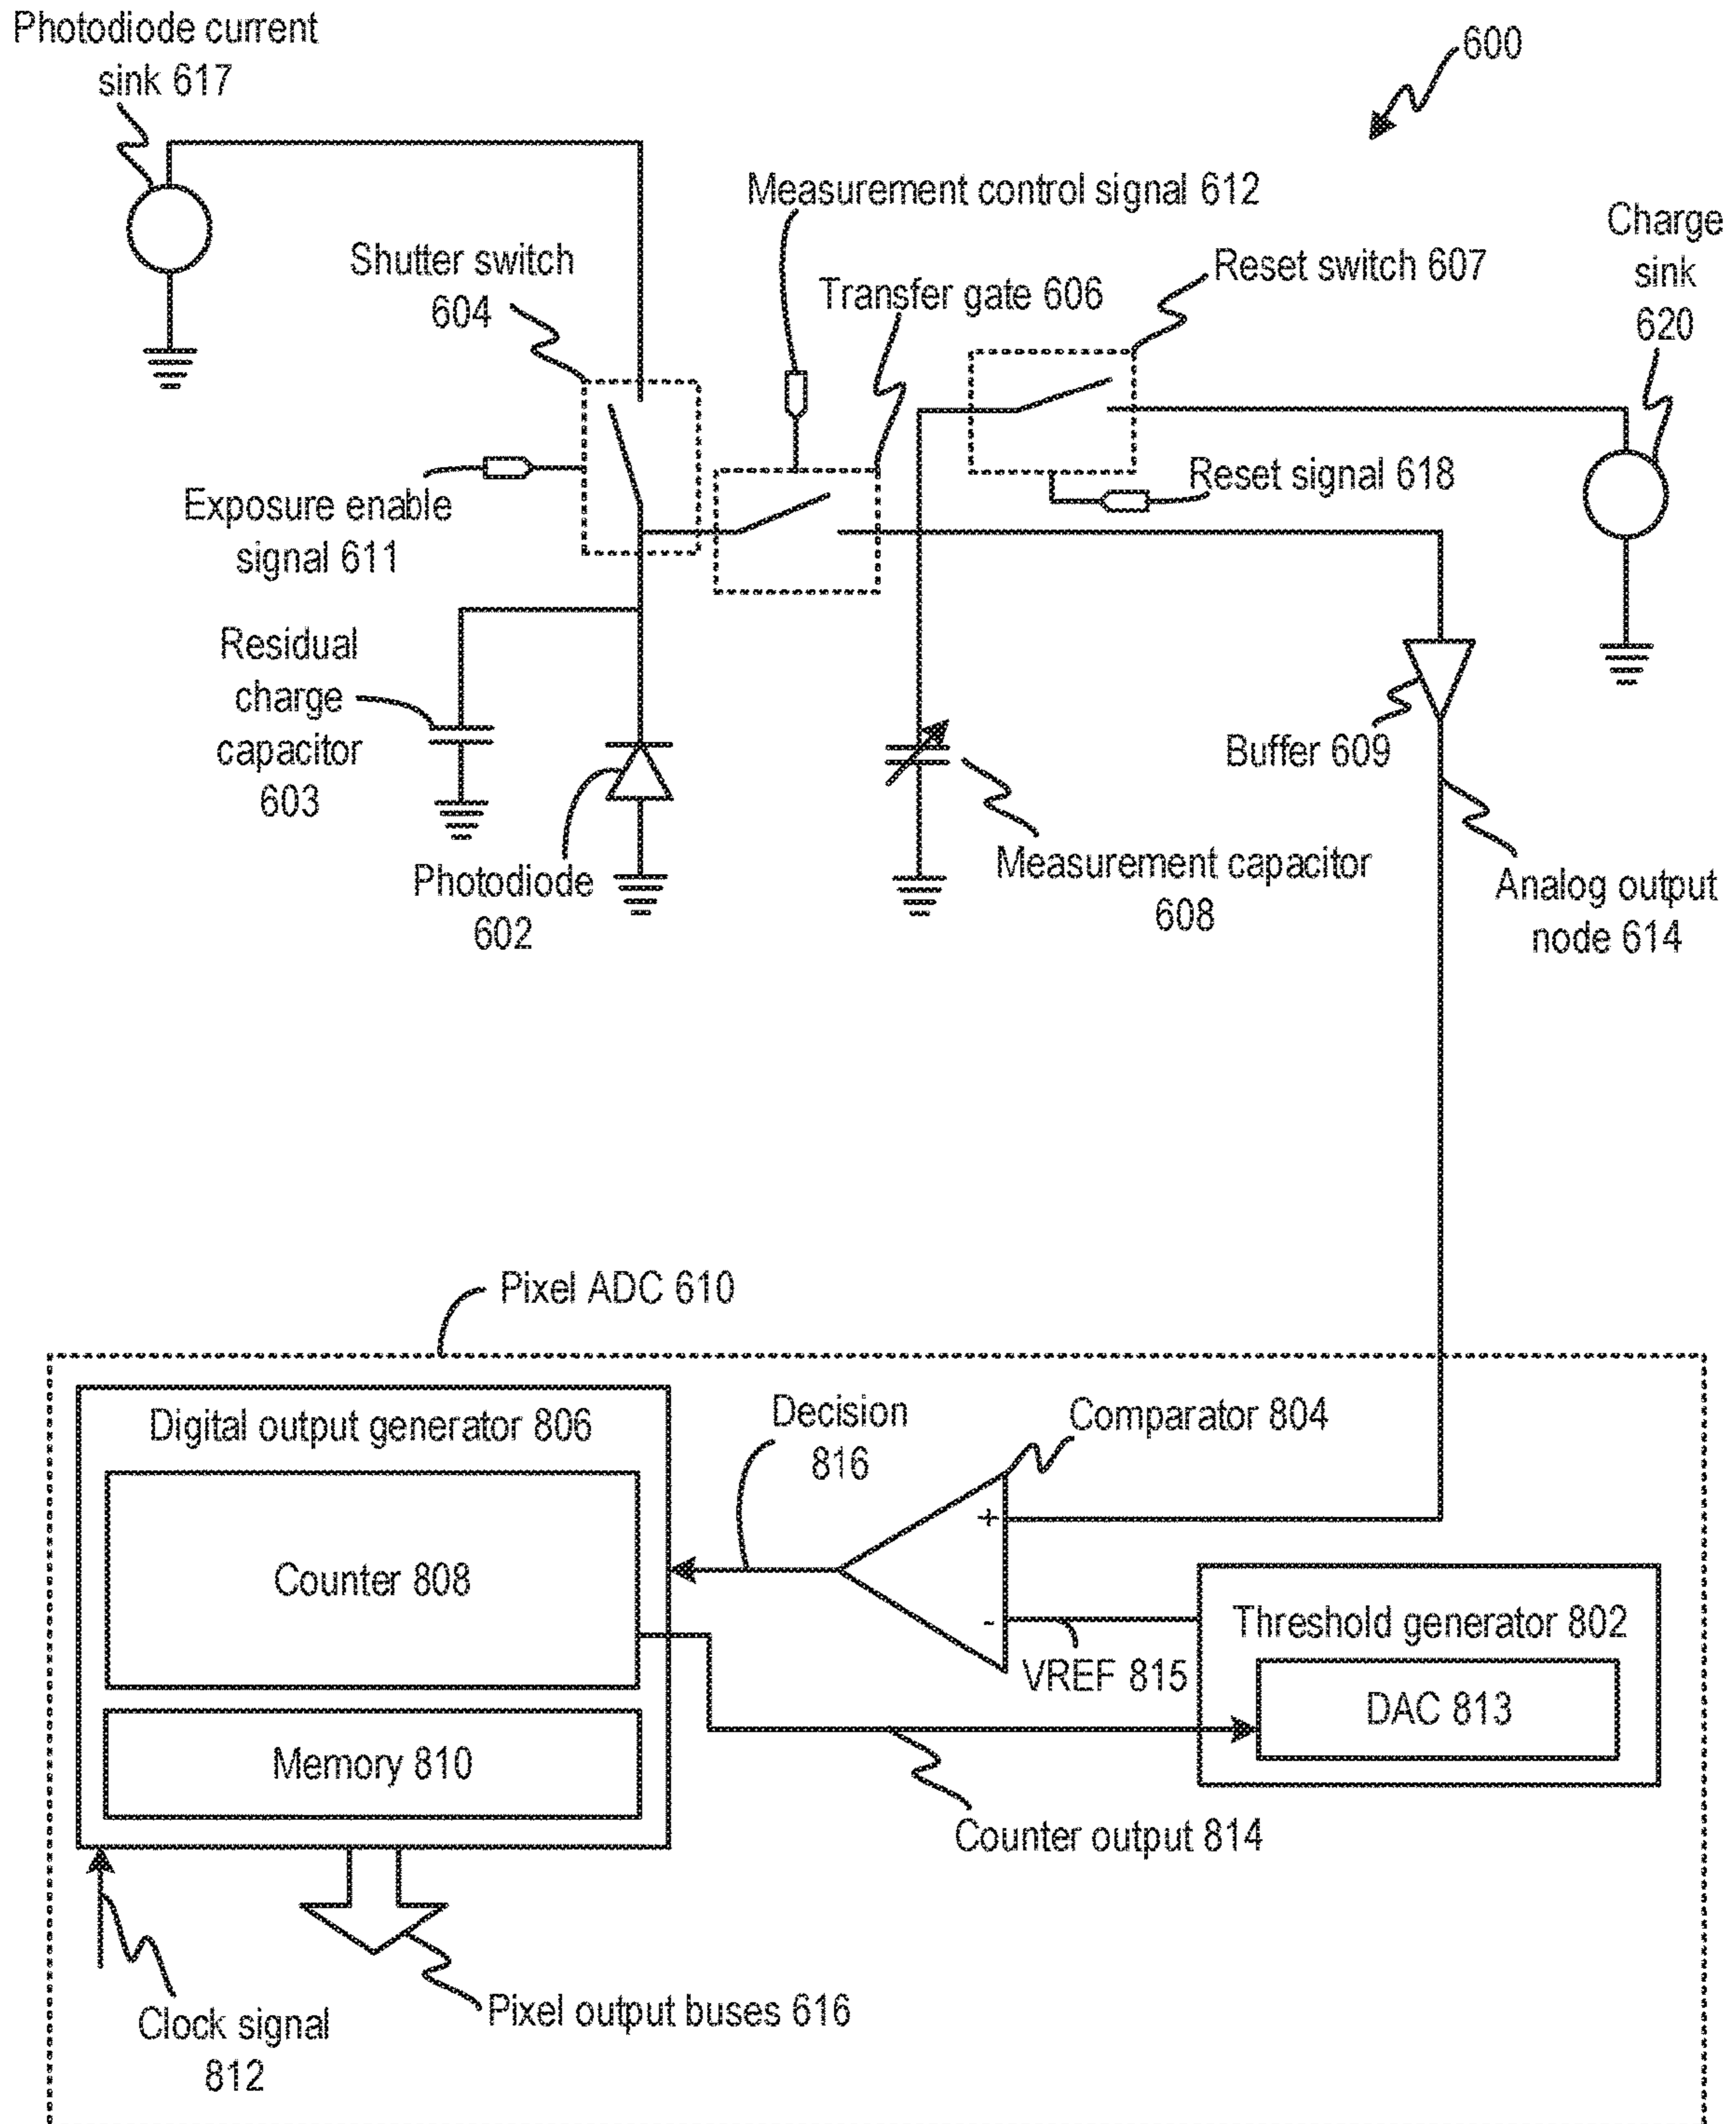 Photodiode current
sink 617
600
Measurement control signal 612
Charge
sink
620
Shutter switch
604
Transfer gate 606
Reset switch 607
Exposure enable
signal 611
Reset signal 618
Residual
charge
capacitor
603
Buffer 609
Photodiode
602
Measurement capacitor
608
Analog output
node 614
Pixel ADC 610
Digital output generator 806
Decision
816
Comparator 804
+
Counter 808
-
Threshold generator 802
VREF 815
DAC 813
Memory 810
Counter output 814
Clock signal
812
Pixel output buses 616